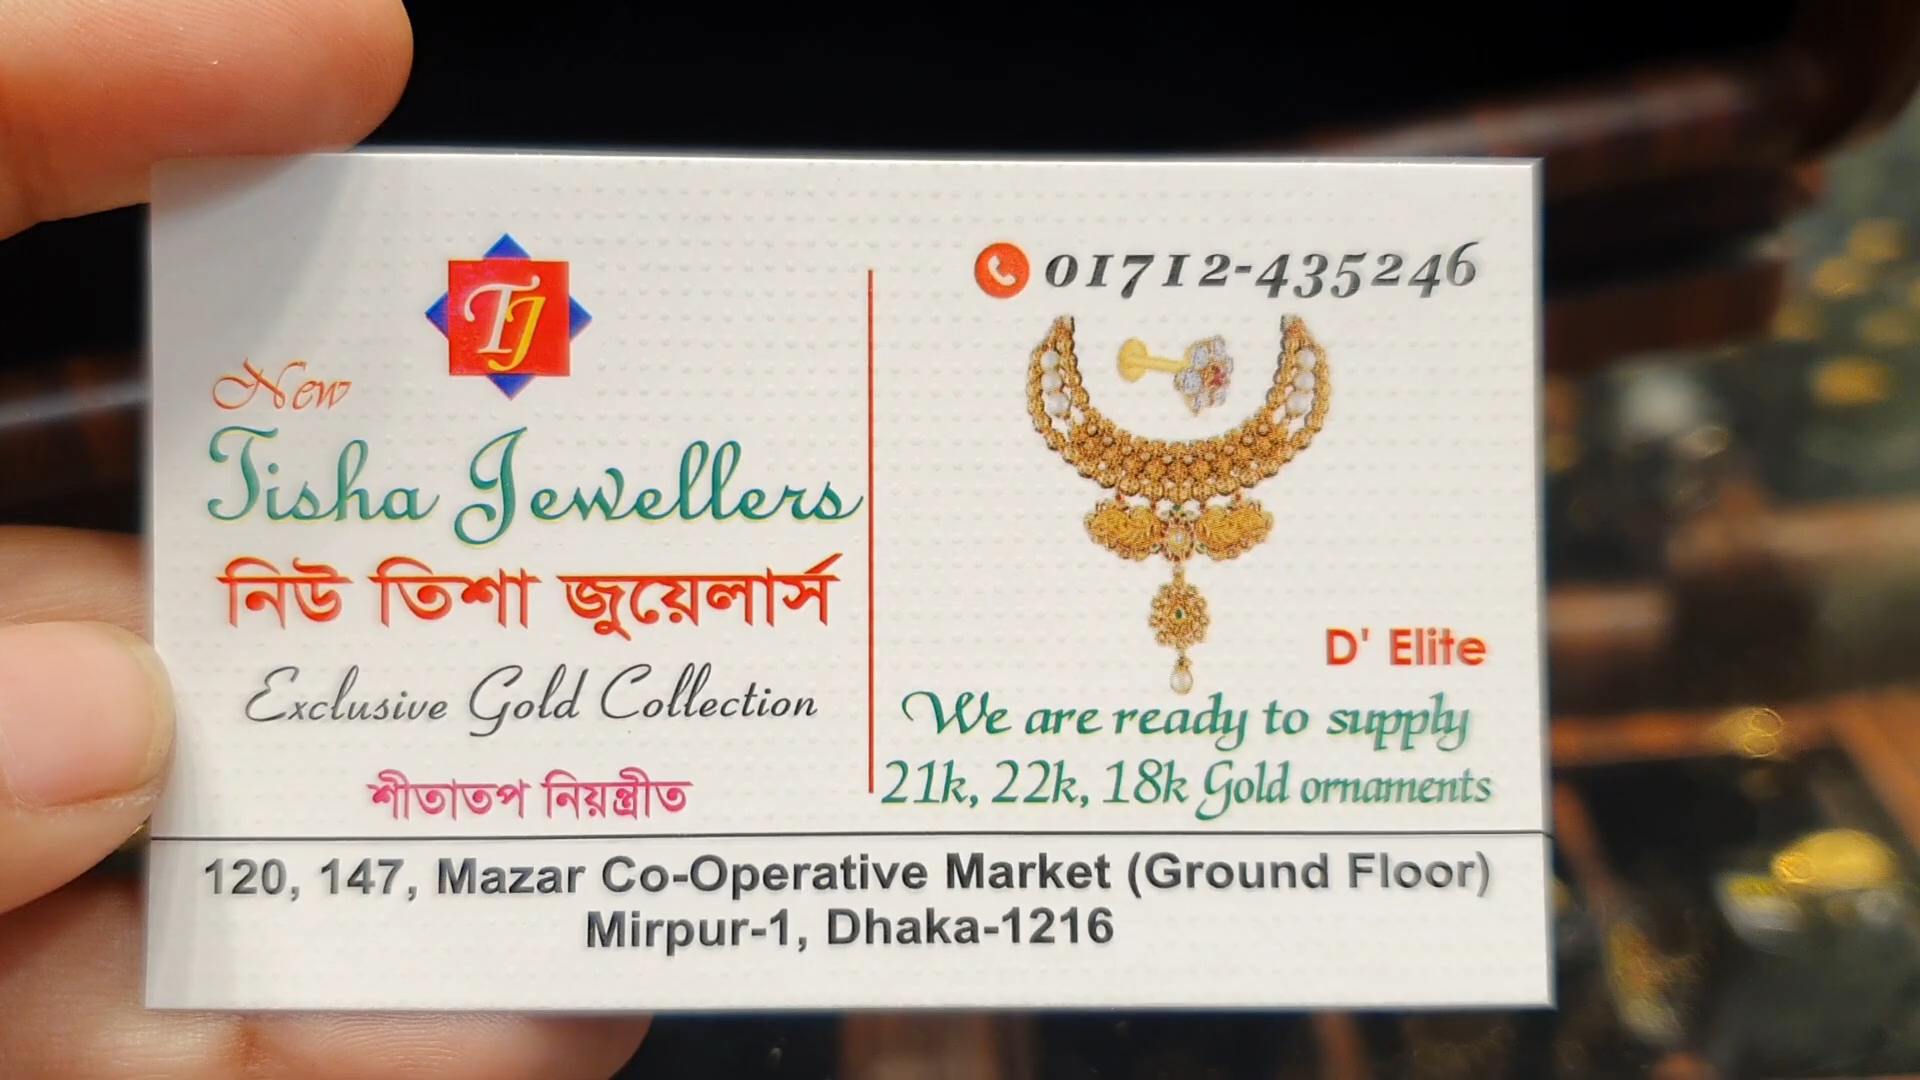 TJ
New
Tisha Jewellers
নিউ তিশা জুয়েলার্স
Exclusive Gold Collection
শীতাতপ নিয়ন্ত্রীত
01712-435246
D' Elite
We are ready to supply
21k, 22k, 18k Gold ornaments
120, 147, Mazar Co-Operative Market (Ground Floor)
Mirpur-1, Dhaka-1216